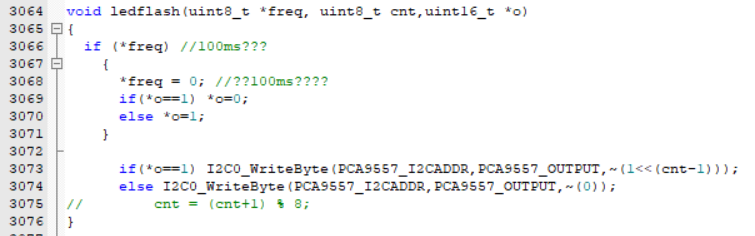 3064 void ledflash(uint8_t *freq, uint8_t cnt,uint16_t *o)
3065 {
3066 if (*freq) //100ms???
3067 {
3068 *freq = 0; //??100ms????
3069 if(*o==1) *o=0;
3070 else *o=1;
3071 }
3072
3073 if(*o==1) I2C0_WriteByte(PCA9557_I2CADDR,PCA9557_OUTPUT,~(1<<(cnt-1)));
3074 else I2C0_WriteByte(PCA9557_I2CADDR,PCA9557_OUTPUT,~(0));
3075 // cnt = (cnt+1) % 8;
3076 }